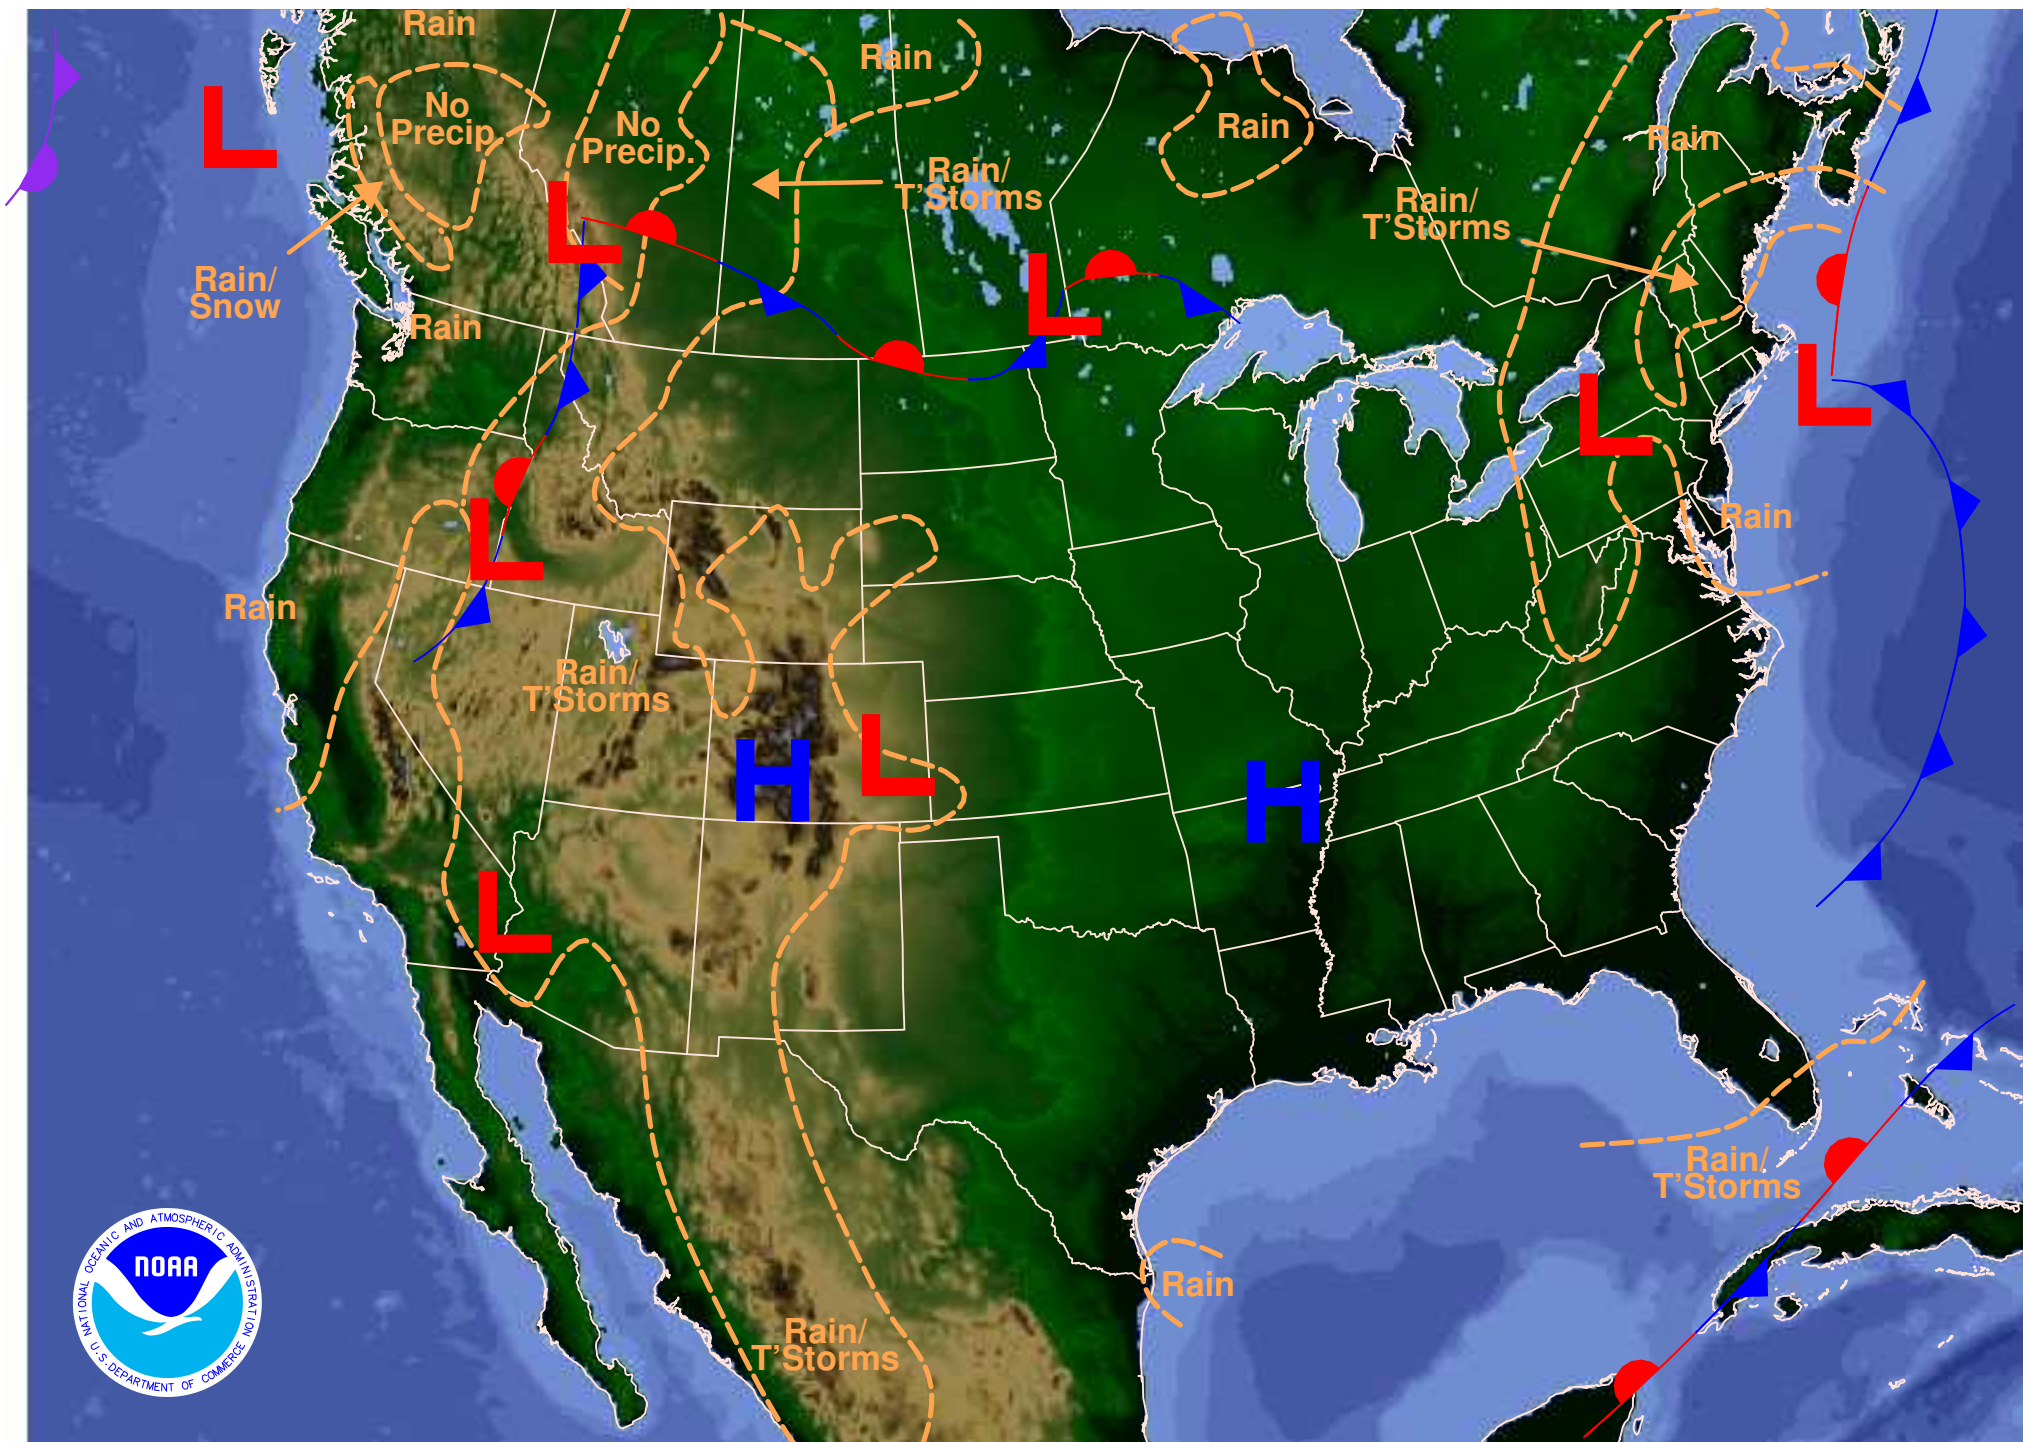 Rain
No
Precip.
No
Precip.
Rain
Rain/
T'Storms
Rain
Rain/
T'Storms
Rain
Rain/
Snow
Rain
L
L
L
L
L
L
Rain
Rain
Rain/
T'Storms
L
H
H
L
Rain/
T'Storms
Rain
Rain/
T'Storms
NATIONAL OCEANIC AND ATMOSPHERIC ADMINISTRATION
NOAA
U.S. DEPARTMENT OF COMMERCE